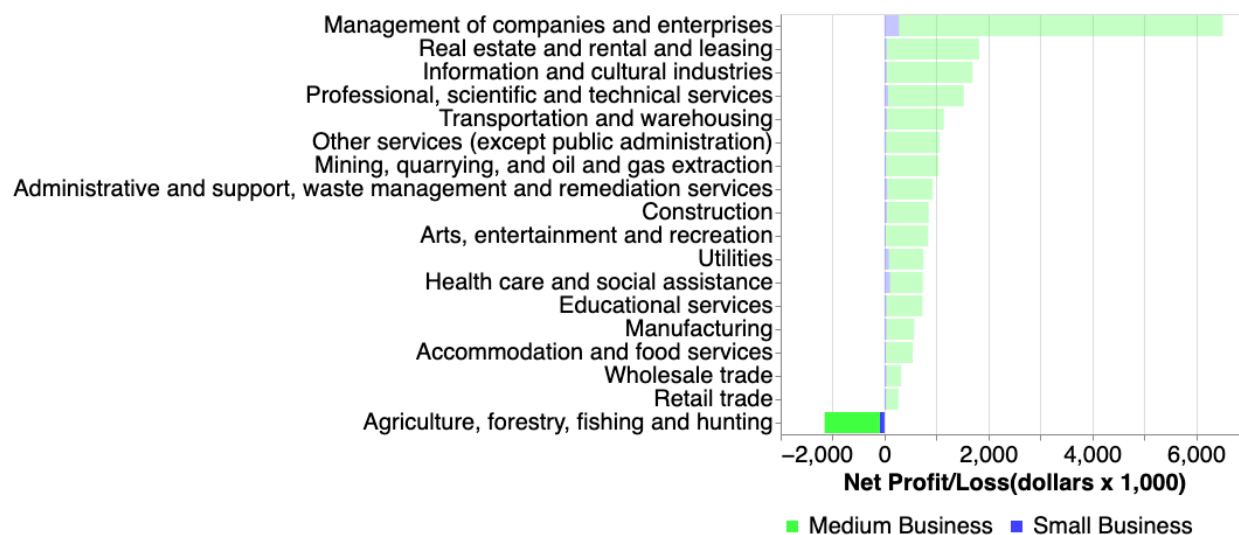 Management of companies and enterprises
Real estate and rental and leasing
Information and cultural industries
Professional, scientific and technical services
Transportation and warehousing
Other services (except public administration)
Mining, quarrying, and oil and gas extraction
Administrative and support, waste management and remediation services
Construction
Arts, entertainment and recreation
Utilities
Health care and social assistance
Educational services
Manufacturing
Accommodation and food services
Wholesale trade
Retail trade
Agriculture, forestry, fishing and hunting
−2,000 0 2,000 4,000 6,000
Net Profit/Loss(dollars x 1,000)
Medium Business Small Business